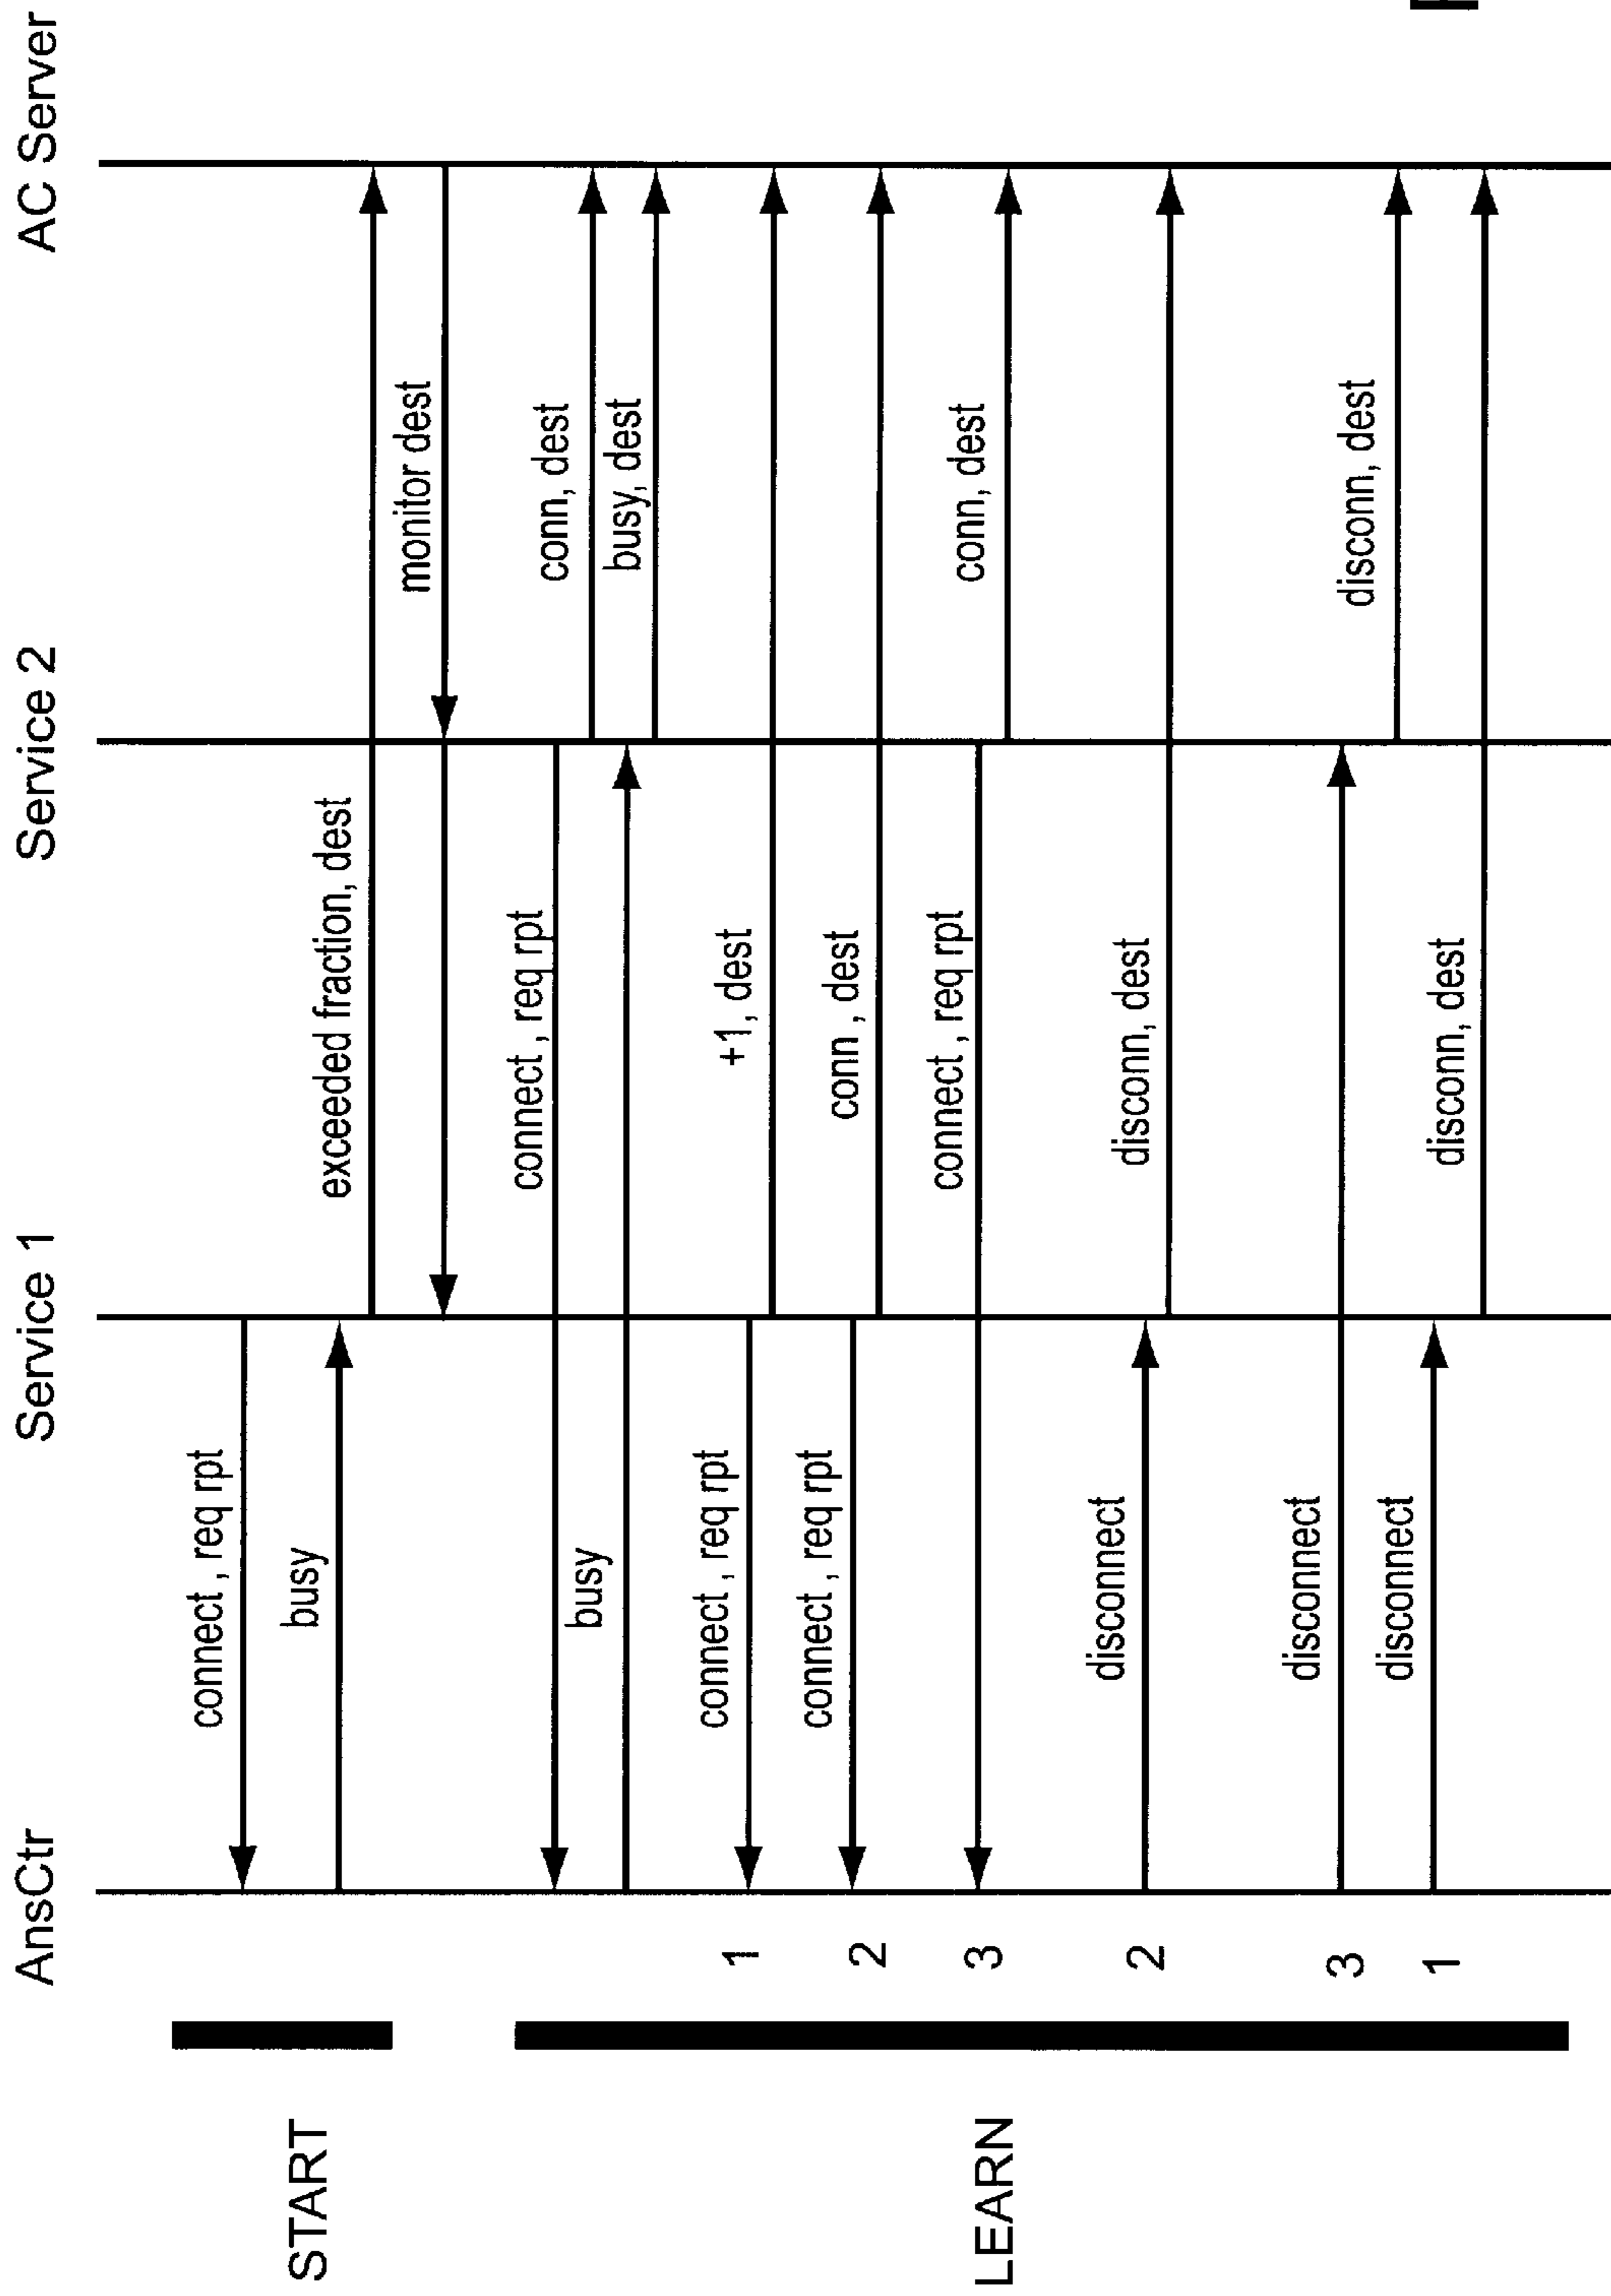 AnsCtr
Service 1
Service 2
AC Server
START
connect , req rpt
busy
exceeded fraction, dest
monitor dest
LEARN
connect , req rpt
conn, dest
busy
busy, dest
1
connect , req rpt
+1, dest
2
connect , req rpt
conn , dest
3
connect , req rpt
conn, dest
2
disconnect
disconn, dest
3
disconnect
disconn, dest
1
disconnect
disconn, dest